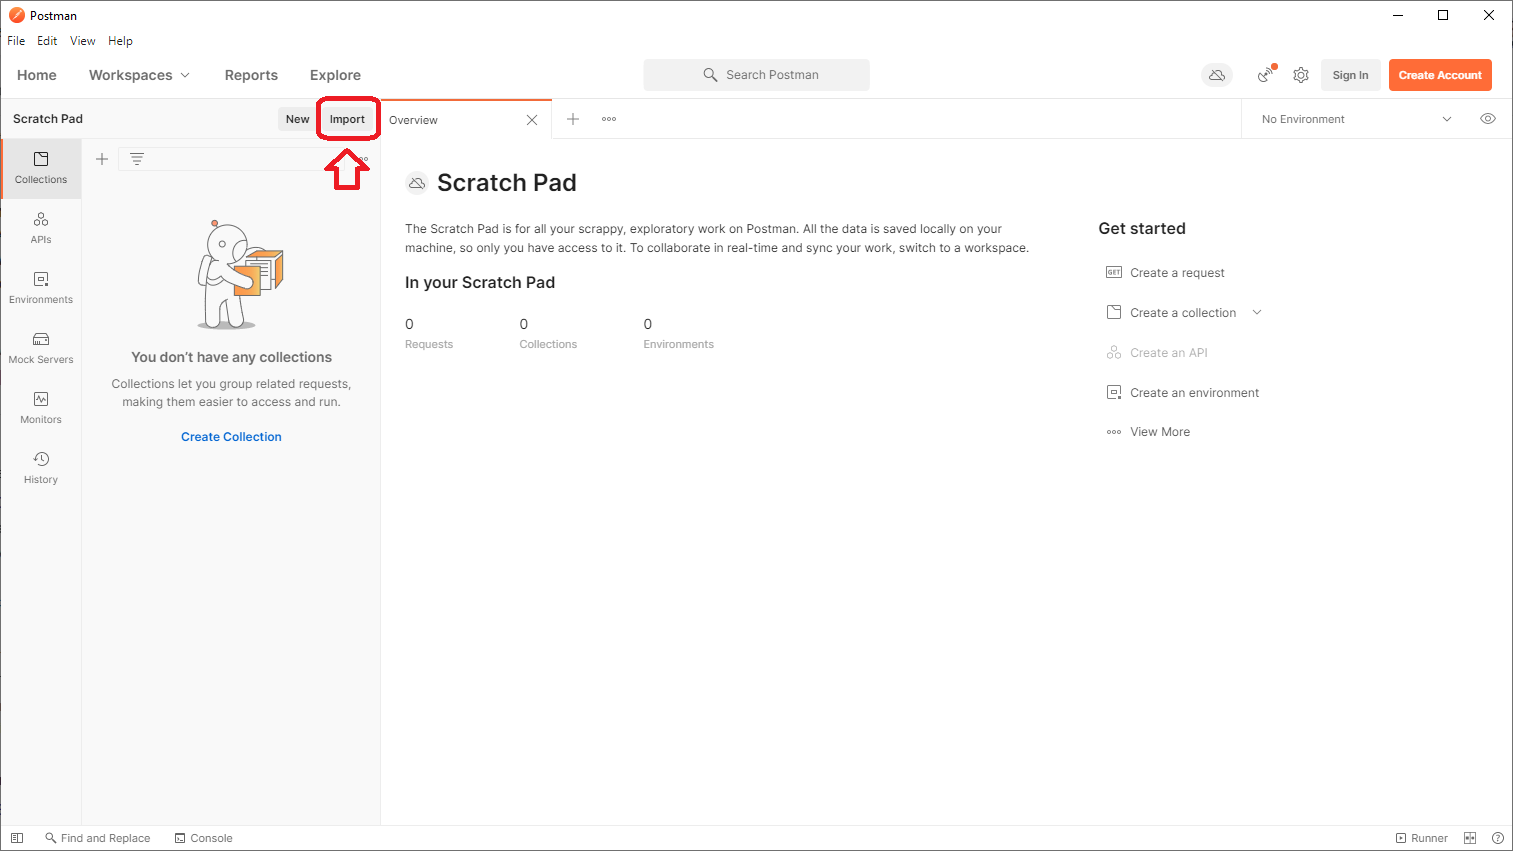 Postman
File Edit View Help
Home Workspaces Reports Explore
Search Postman
Sign In
Create Account
Scratch Pad
New
Import
Overview
No Environment
Collections
APIs
Environments
Mock Servers
Monitors
History
You don't have any collections
Collections let you group related requests,
making them easier to access and run.
Create Collection
Scratch Pad
The Scratch Pad is for all your scrappy, exploratory work on Postman. All the data is saved locally on your
machine, so only you have access to it. To collaborate in real-time and sync your work, switch to a workspace.
In your Scratch Pad
0 0 0
Requests Collections Environments
Get started
GET Create a request
Create a collection
Create an API
Create an environment
View More
Find and Replace Console
Runner